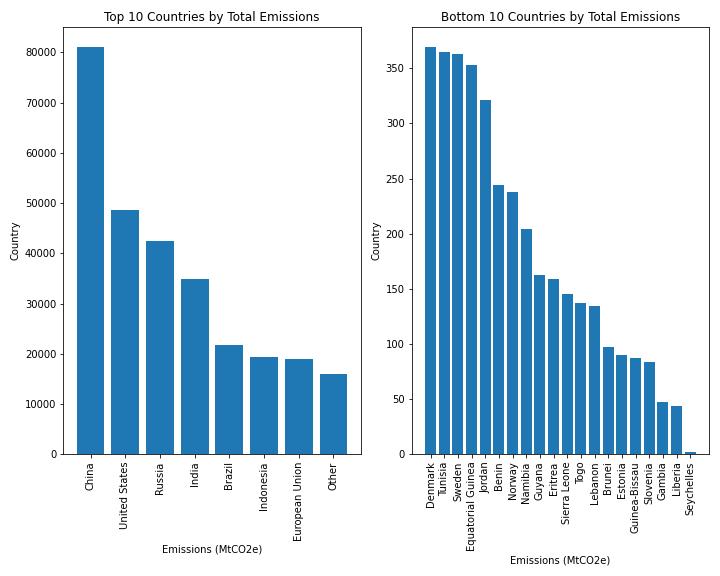 Top 10 Countries by Total Emissions
80000
70000
60000
50000
40000
30000
20000
10000
0
Country
China
United States
Russia
India
Brazil
Indonesia
European Union
Other
Emissions (MtCO2e)
Bottom 10 Countries by Total Emissions
350
300
250
200
150
100
50
0
Country
Denmark
Tunisia
Sweden
Equatorial Guinea
Jordan
Benin
Norway
Namibia
Guyana
Eritrea
Sierra Leone
Togo
Lebanon
Brunei
Estonia
Guinea-Bissau
Slovenia
Gambia
Liberia
Seychelles
Emissions (MtCO2e)